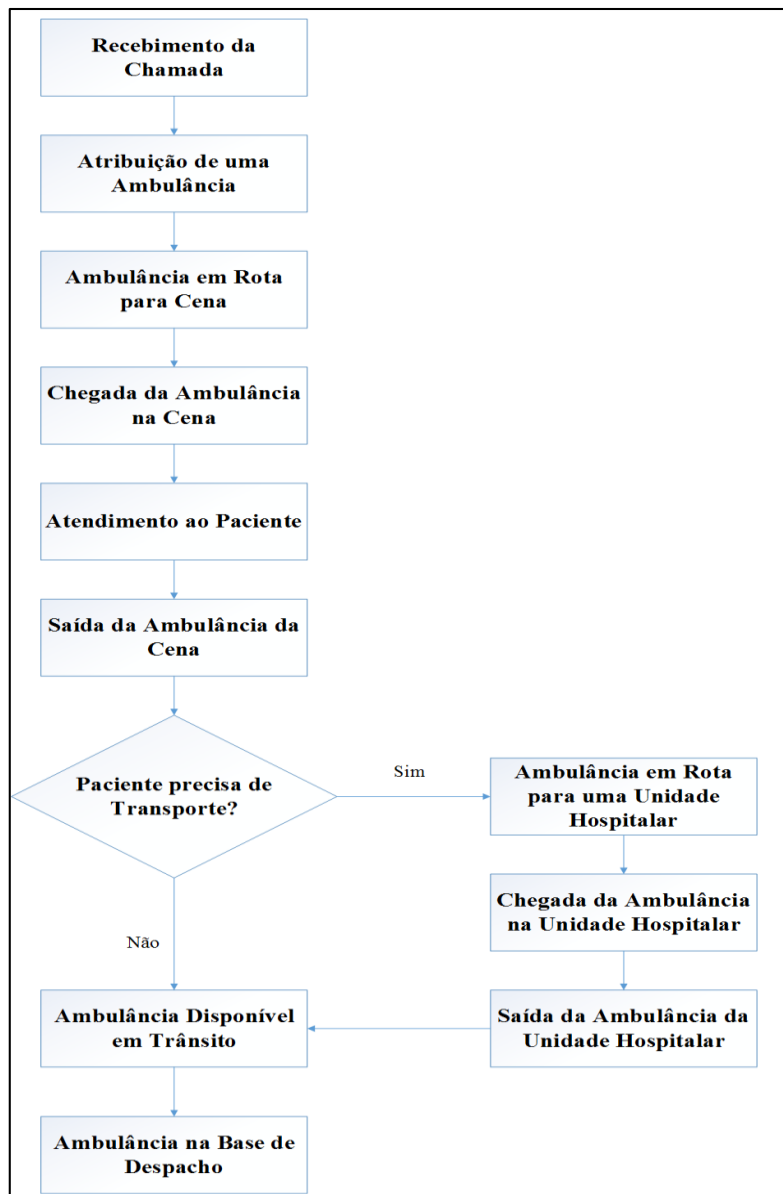 Recebimento da
Chamada
Atribuição de uma
Ambulância
Ambulância em Rota
para Cena
Chegada da Ambulância
na Cena
Atendimento ao Paciente
Saída da Ambulância da
Cena
Paciente precisa de
Transporte?
Sim
Ambulância em Rota
para uma Unidade
Hospitalar
Chegada da Ambulância
na Unidade Hospitalar
Saída da Ambulância da
Unidade Hospitalar
Não
Ambulância Disponível
em Trânsito
Ambulância na Base de
Despacho